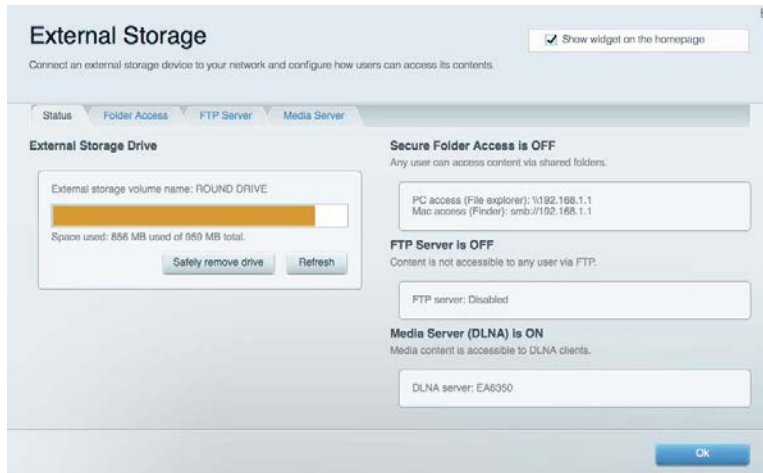 External Storage
Show widget on the homepage
Connect an external storage device to your network and configure how users can access its contents.
Status
Folder Access
FTP Server
Media Server
External Storage Drive
External storage volume name: ROUND DRIVE
Space used: 856 MB used of 959 MB total.
Safely remove drive
Refresh
Secure Folder Access is OFF
Any user can access content via shared folders.
PC access (File explorer): \\192.168.1.1
Mac access (Finder): smb://192.168.1.1
FTP Server is OFF
Content is not accessible to any user via FTP.
FTP server: Disabled
Media Server (DLNA) is ON
Media content is accessible to DLNA clients.
DLNA server: EA6350
Ok